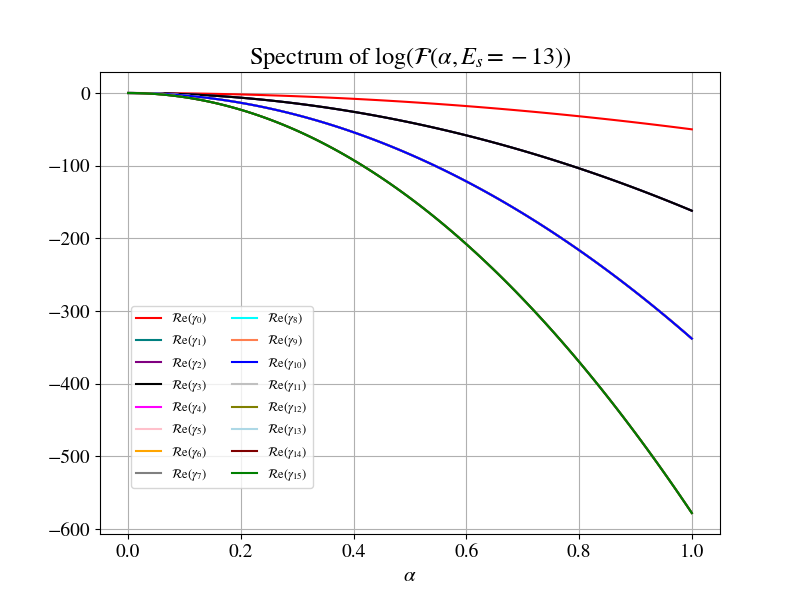 Spectrum of log(ℱ(α, E_s = −13))
0
−100
−200
−300
−400
−500
−600
ℛe(γ₀) ℛe(γ₈)
ℛe(γ₁) ℛe(γ₉)
ℛe(γ₂) ℛe(γ₁₀)
ℛe(γ₃) ℛe(γ₁₁)
ℛe(γ₄) ℛe(γ₁₂)
ℛe(γ₅) ℛe(γ₁₃)
ℛe(γ₆) ℛe(γ₁₄)
ℛe(γ₇) ℛe(γ₁₅)
0.0 0.2 0.4 0.6 0.8 1.0
α